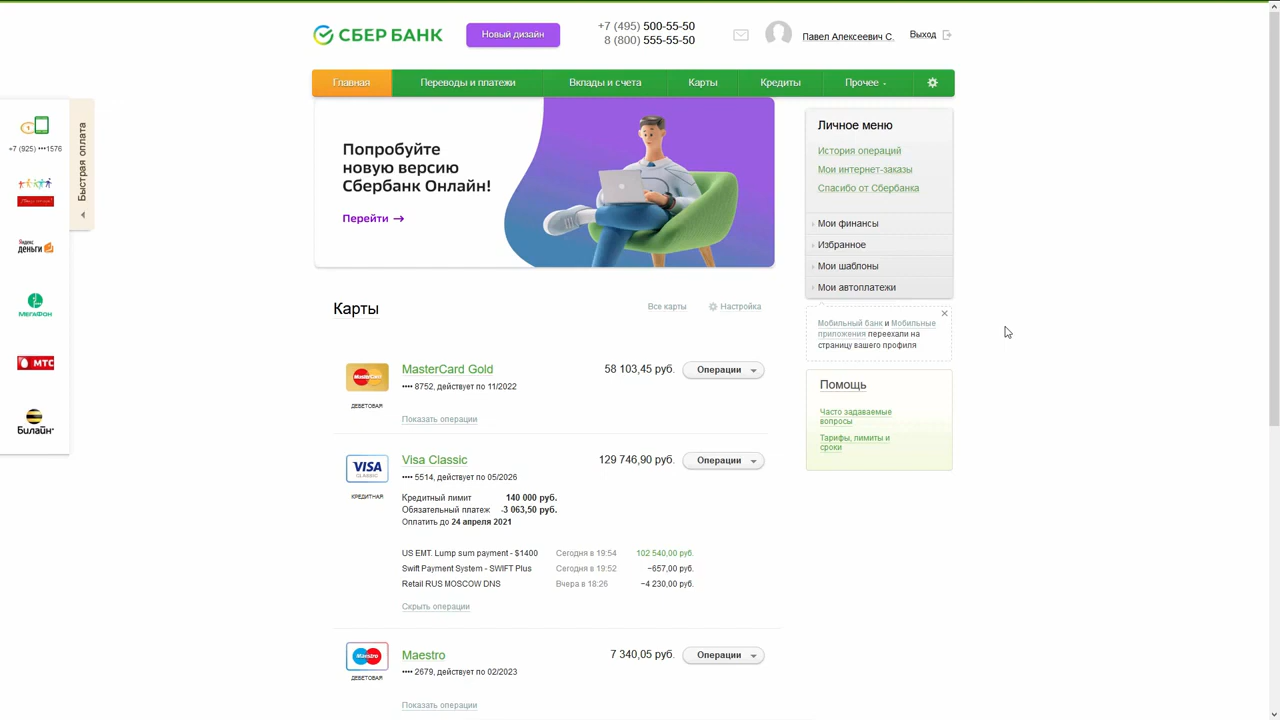 СБЕР БАНК
Новый дизайн
+7 (495) 500-55-50
8 (800) 555-55-50
Павел Алексеевич С.
Выход
Главная
Переводы и платежи
Вклады и счета
Карты
Кредиты
Прочее
+7 (925) •••1576
Быстрая оплата
Яндекс
деньги
МЕГАФОН
МТС
Билайн
Попробуйте
новую версию
Сбербанк Онлайн!
Перейти →
Личное меню
История операций
Мои интернет-заказы
Спасибо от Сбербанка
Мои финансы
Избранное
Мои шаблоны
Мои автоплатежи
Мобильный банк и Мобильные
приложения переехали на
страницу вашего профиля
Помощь
Часто задаваемые
вопросы
Тарифы, лимиты и
сроки
Карты
Все карты
Настройка
MasterCard
ДЕБЕТОВАЯ
MasterCard Gold
58 103,45 руб.
Операции
•••• 8752, действует по 11/2022
Показать операции
VISA
CLASSIC
КРЕДИТНАЯ
Visa Classic
129 746,90 руб.
Операции
•••• 5514, действует по 05/2026
Кредитный лимит 140 000 руб.
Обязательный платеж -3 063,50 руб.
Оплатить до 24 апреля 2021
US EMT. Lump sum payment - $1400 Сегодня в 19:54 102 540,00 руб.
Swift Payment System - SWIFT Plus Сегодня в 19:52 −657,00 руб.
Retail RUS MOSCOW DNS Вчера в 18:26 −4 230,00 руб.
Скрыть операции
Maestro
ДЕБЕТОВАЯ
Maestro
7 340,05 руб.
Операции
•••• 2679, действует по 02/2023
Показать операции